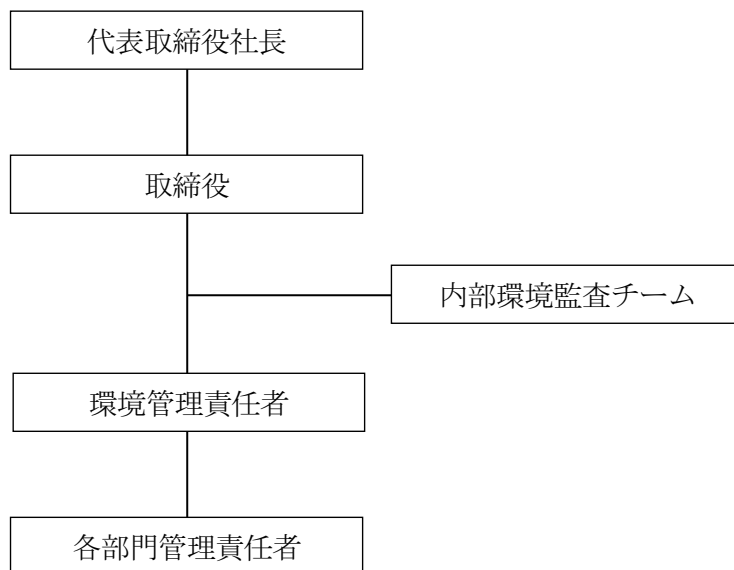 代表取締役社長
取締役
内部環境監査チーム
環境管理責任者
各部門管理責任者